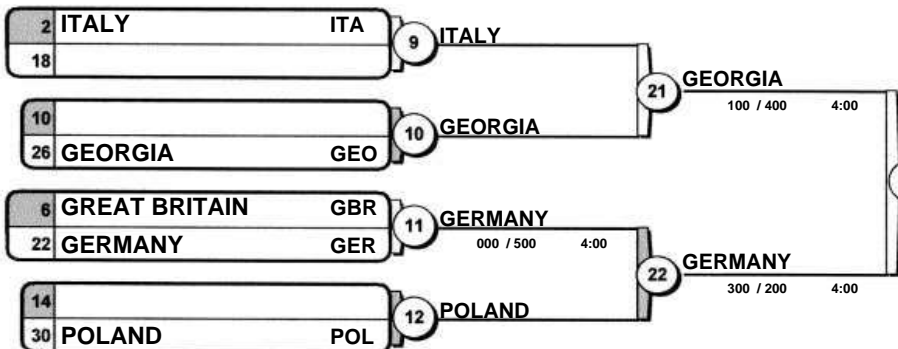 2 ITALY ITA
18
9 ITALY
10
26 GEORGIA GEO
10 GEORGIA
21 GEORGIA
100 / 400 4:00
6 GREAT BRITAIN GBR
22 GERMANY GER
11 GERMANY
000 / 500 4:00
14
30 POLAND POL
12 POLAND
22 GERMANY
300 / 200 4:00